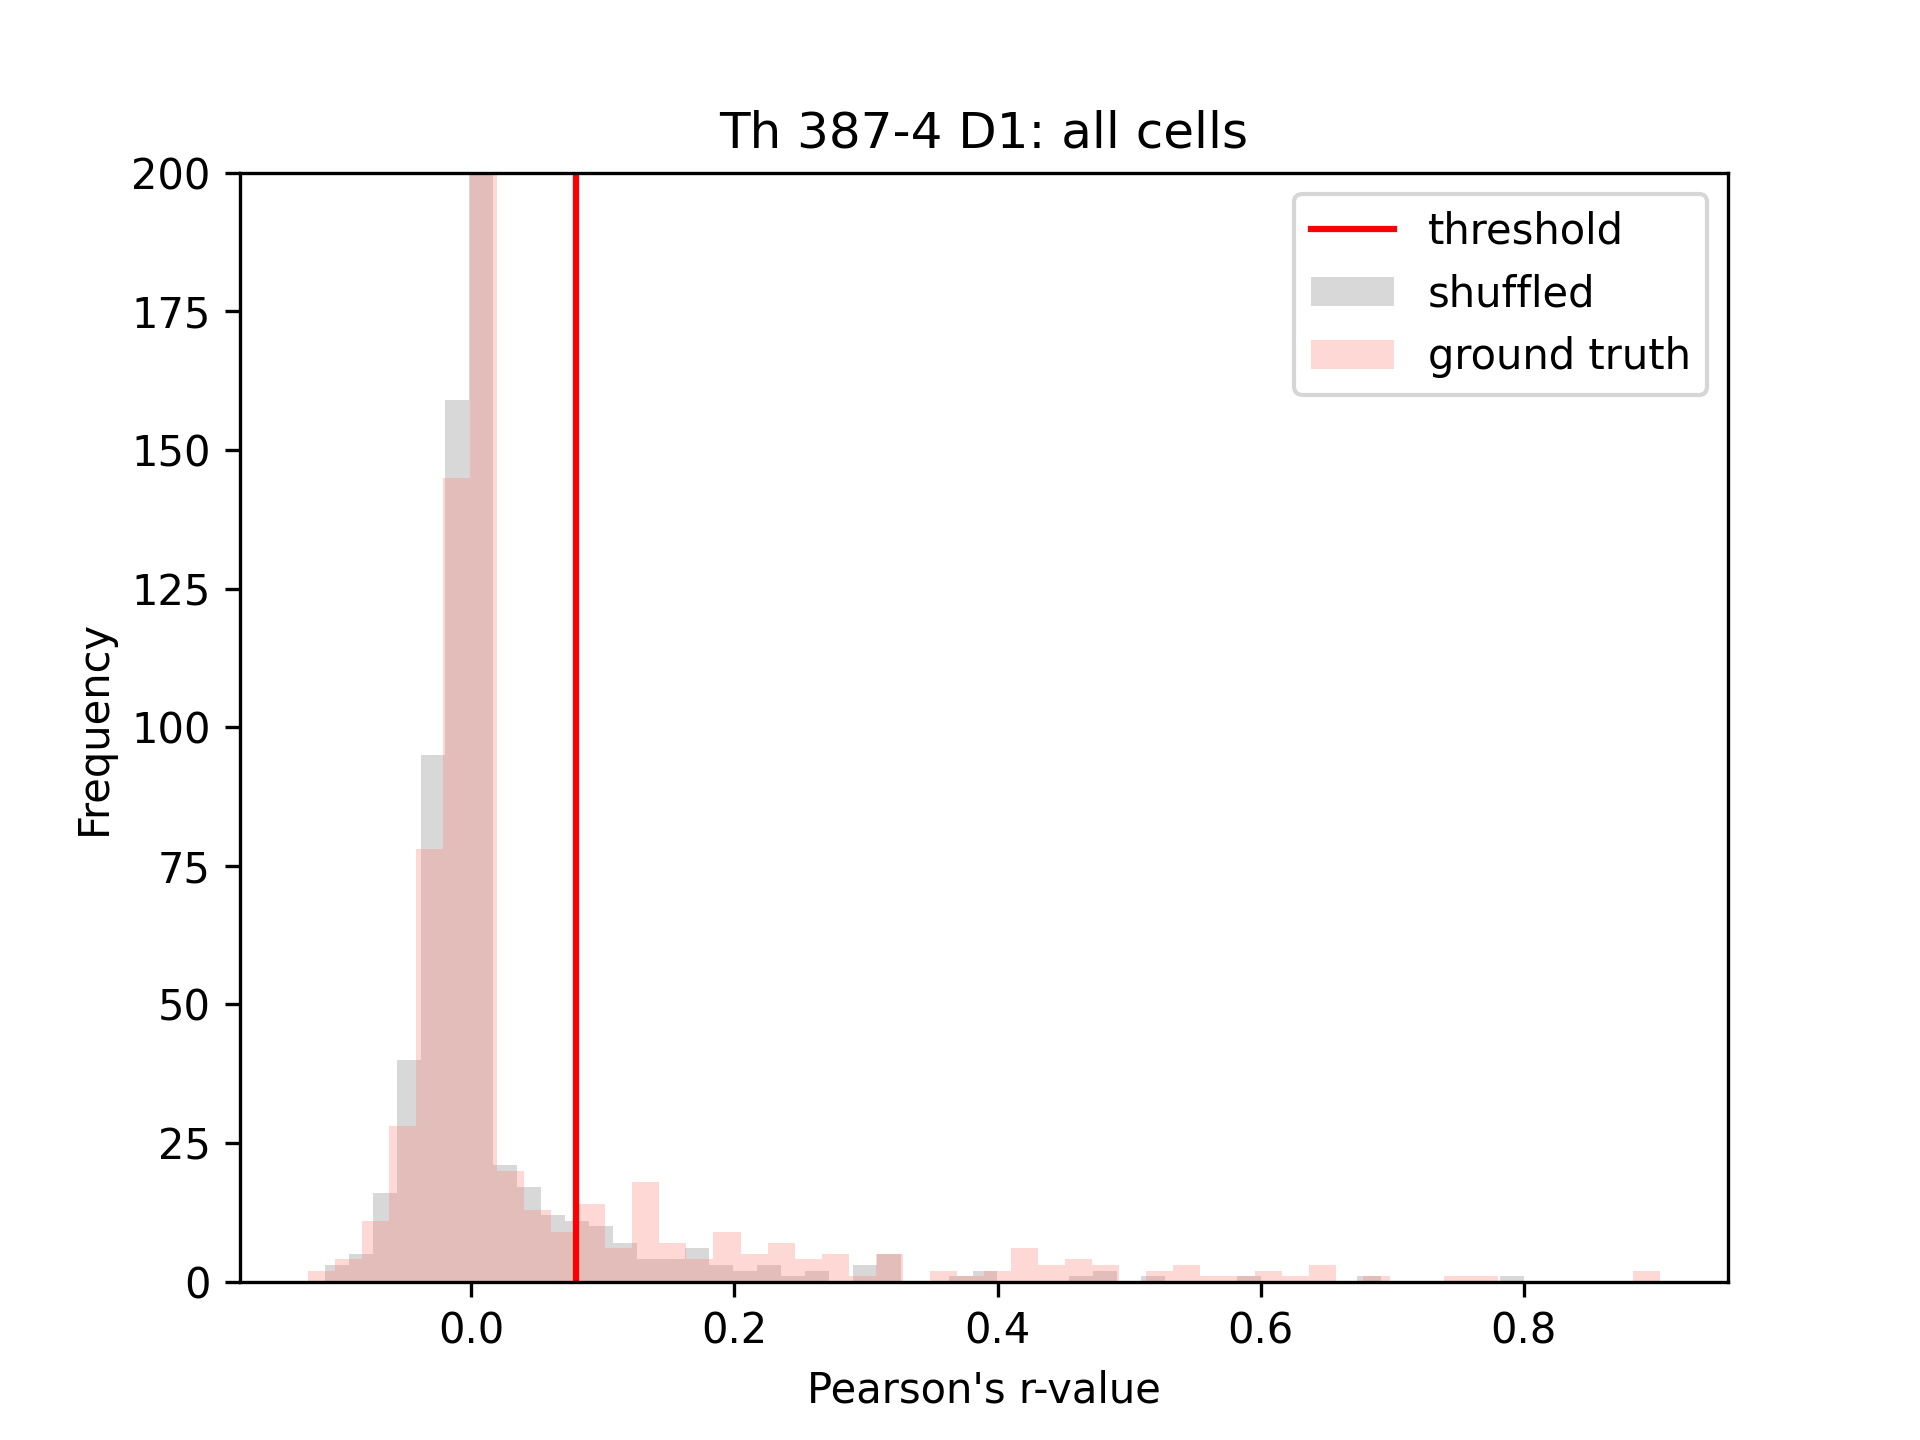 Th 387-4 D1: all cells
200
175
150
125
100
75
50
25
0
Frequency
threshold
shuffled
ground truth
0.0 0.2 0.4 0.6 0.8
Pearson's r-value